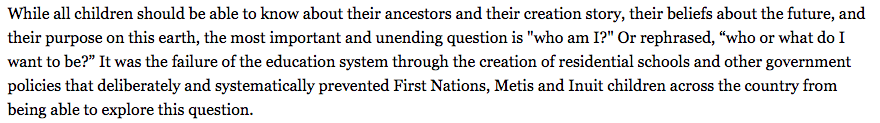 While all children should be able to know about their ancestors and their creation story, their beliefs about the future, and
their purpose on this earth, the most important and unending question is "who am I?" Or rephrased, “who or what do I
want to be?” It was the failure of the education system through the creation of residential schools and other government
policies that deliberately and systematically prevented First Nations, Metis and Inuit children across the country from
being able to explore this question.